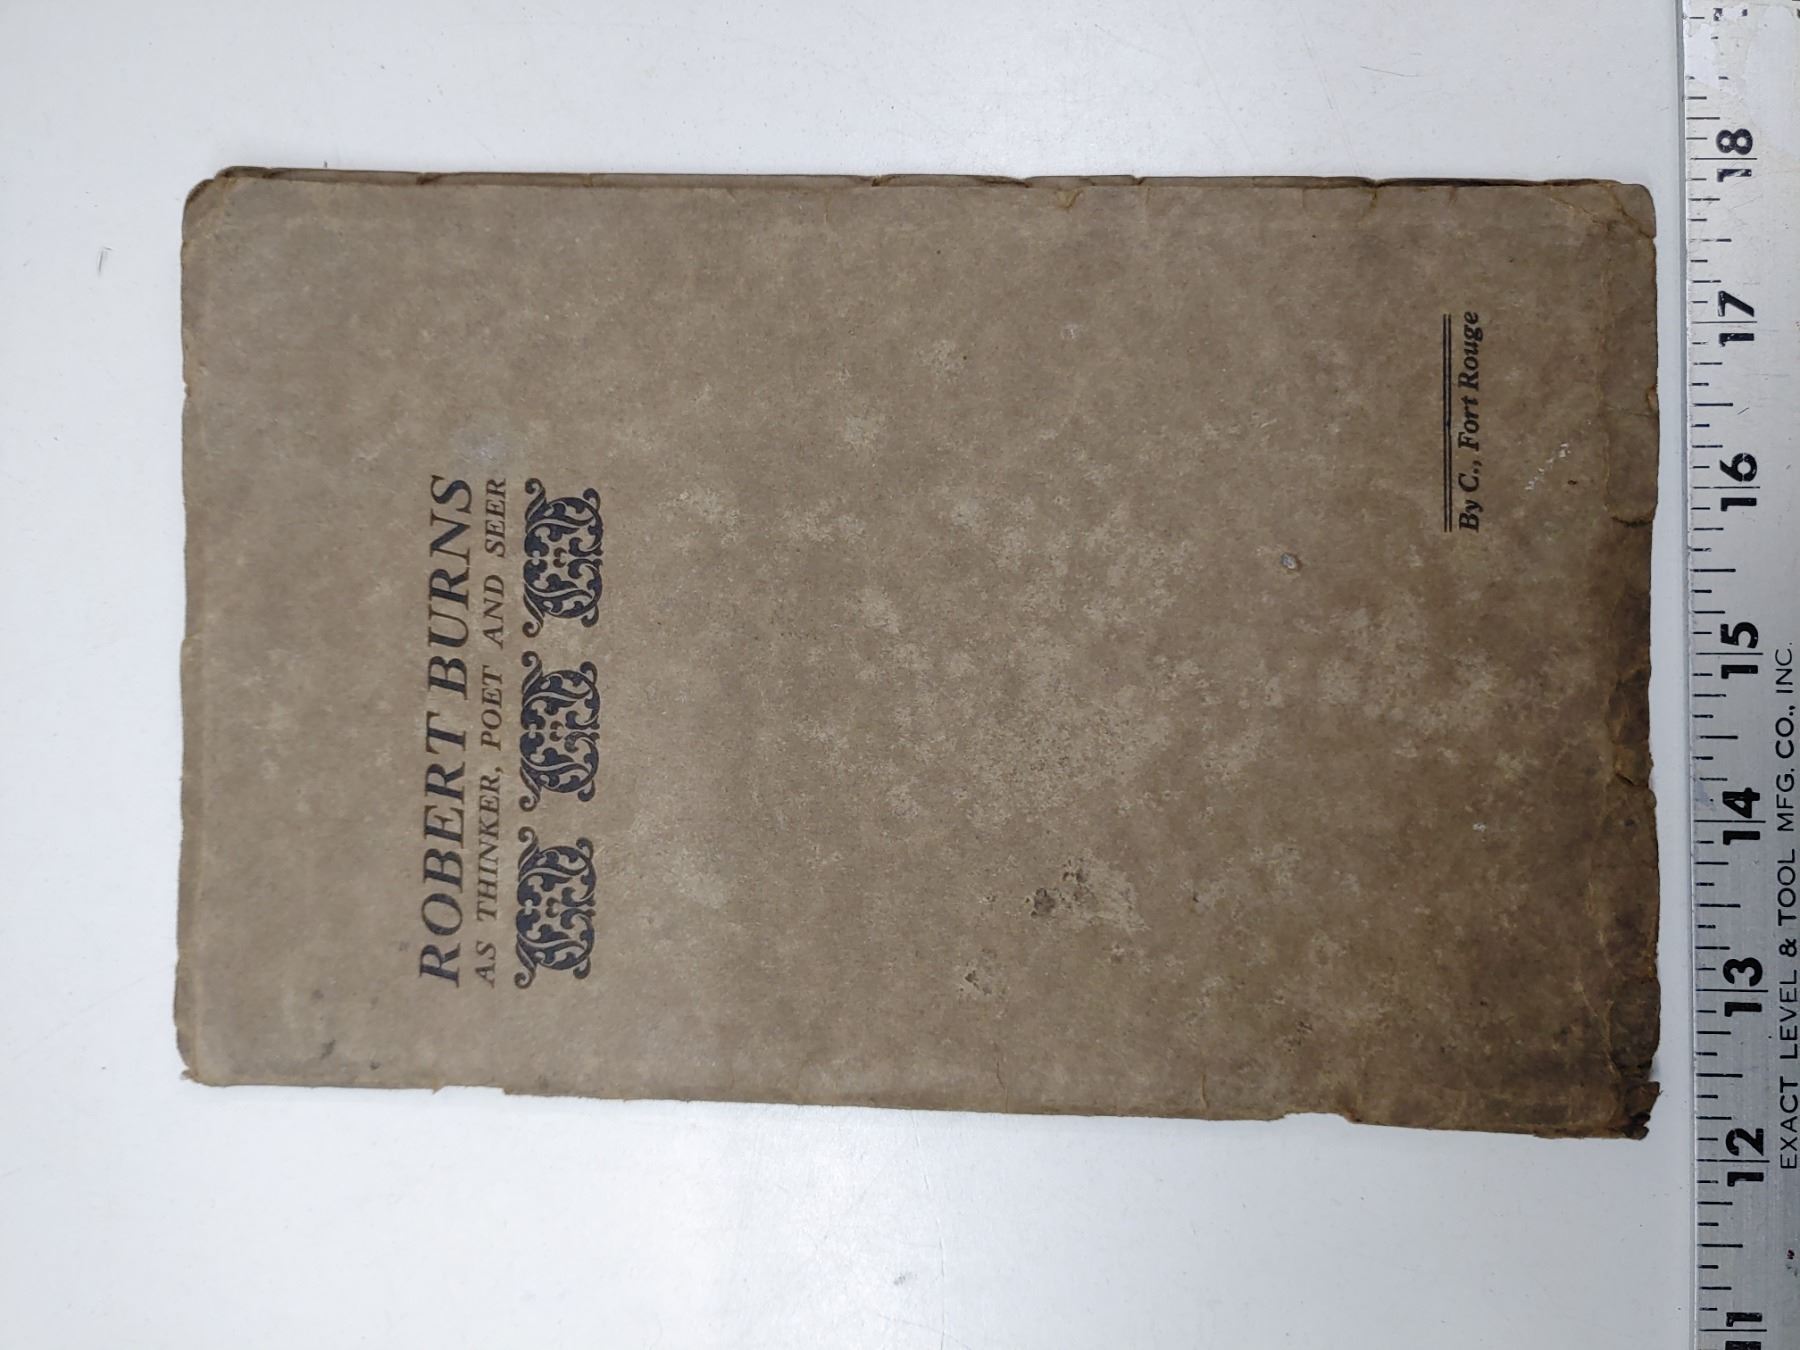 ROBERT BURNS
AS THINKER, POET AND SEER
By C., Fort Rouge
11 12 13 14 15 16 17 18
EXACT LEVEL & TOOL MFG. CO., INC.